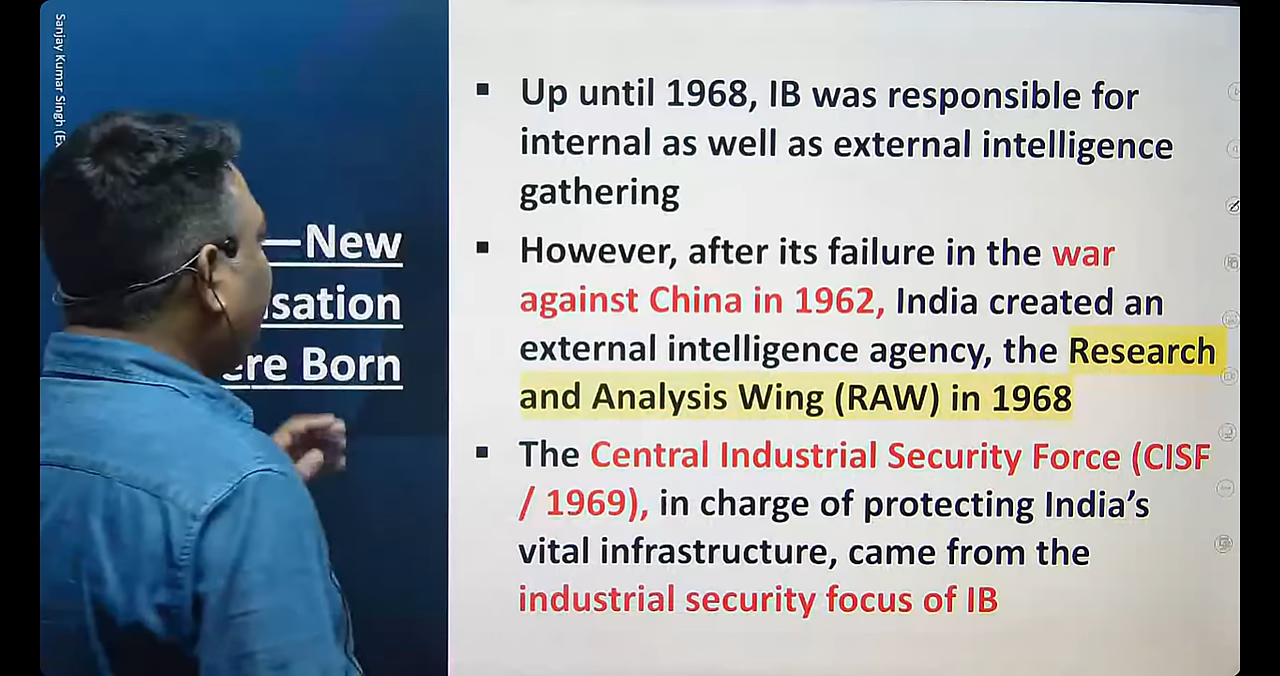 Sanjay Kumar Singh
—New
isation
ere Born
▪ Up until 1968, IB was responsible for
internal as well as external intelligence
gathering
▪ However, after its failure in the war
against China in 1962, India created an
external intelligence agency, the Research
and Analysis Wing (RAW) in 1968
▪ The Central Industrial Security Force (CISF
/ 1969), in charge of protecting India’s
vital infrastructure, came from the
industrial security focus of IB